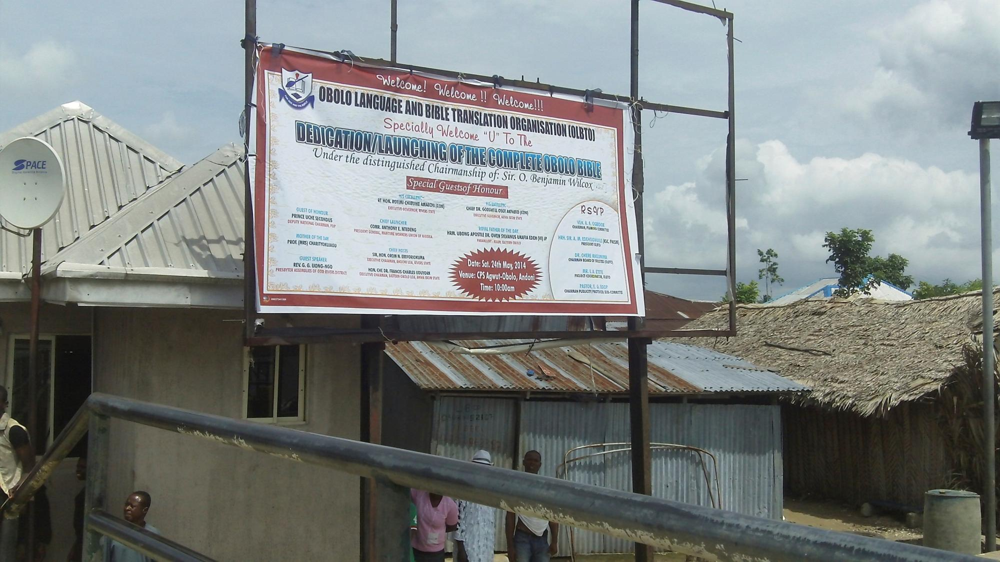 Welcome! Welcome !! Welcome!!!
OBOLO LANGUAGE AND BIBLE TRANSLATION ORGANISATION (OLBTO)
Specially Welcome "U" To The
DEDICATION/LAUNCHING OF THE COMPLETE OBOLO BIBLE
Under the distinguished Chairmanship of: Sir. O. Benjamin Wilcox
Special Guestsof Honour
HIS EXCELLENCY
RT HON. ROTIMI CHIBUIKE AMAECHI (CON)
EXECUTIVE GOVERNOR, RIVERS STATE
HIS EXCELLENCY
CHIEF DR. GODSWILL OBOT AKPABIO (CON)
EXECUTIVE GOVERNOR, AKWA IBOM STATE
GUEST OF HONOUR
PRINCE UCHE SECONDUS
DEPUTY NATIONAL CHAIRMAN, PDP
CHIEF LAUNCHER
COMR. ANTHONY E. NTEDENG
PRESIDENT GENERAL, MARITIME WORKERS UNION OF NIGERIA
ROYAL FATHER OF THE DAY
HRM. UBONG APOSTLE DR. OWEN SYLVANUS UKAFIA EDEH (VI) JP
PARAMOUNT - RULER, EASTERN OBOLO
MOTHER OF THE DAY
PROF. (MRS) CHARITYOKUJAGU
CHIEF HOSTS
SIR, HON. OROM N. EREFORIOKUMA
EXECUTIVE CHAIRMAN, ANDONI LGA, RIVERS STATE
HON. CHE DR. FRANCIS CHARLES UDUYORK
EXECUTIVE CHAIRMAN, EASTERN OBOLO LGA, AKWA IBOM STATE
GUEST SPEAKER
REV. G. G. IJONG-NGO
PRESBYTER ASSEMBLIES OF GOD RIVERS DISTRICT
Date: Sat. 24th May, 2014
Venue: CPS Agwut-Obolo, Andoni
Time: 10:00am
RSVP
VEN. A. A. OGBIDOR
CHAIRMAN, PLANNING COMMITTEE
HRH. SIR. A. M. EDEHOGWUILE (KSC, FNISM)
PRESIDENT OLBTO
DR. OKERE IRAGUNIMA
CHAIRMAN BOARD OF TRUSTEES (OLBTO)
MR. I. A. ETETE
PROJECT COORDINATOR, OLBTO
PASTOR, E. G. EGOP
CHAIRMAN PUBLICITY/PROTOCOL SUB-COMMITTEE
SPACE